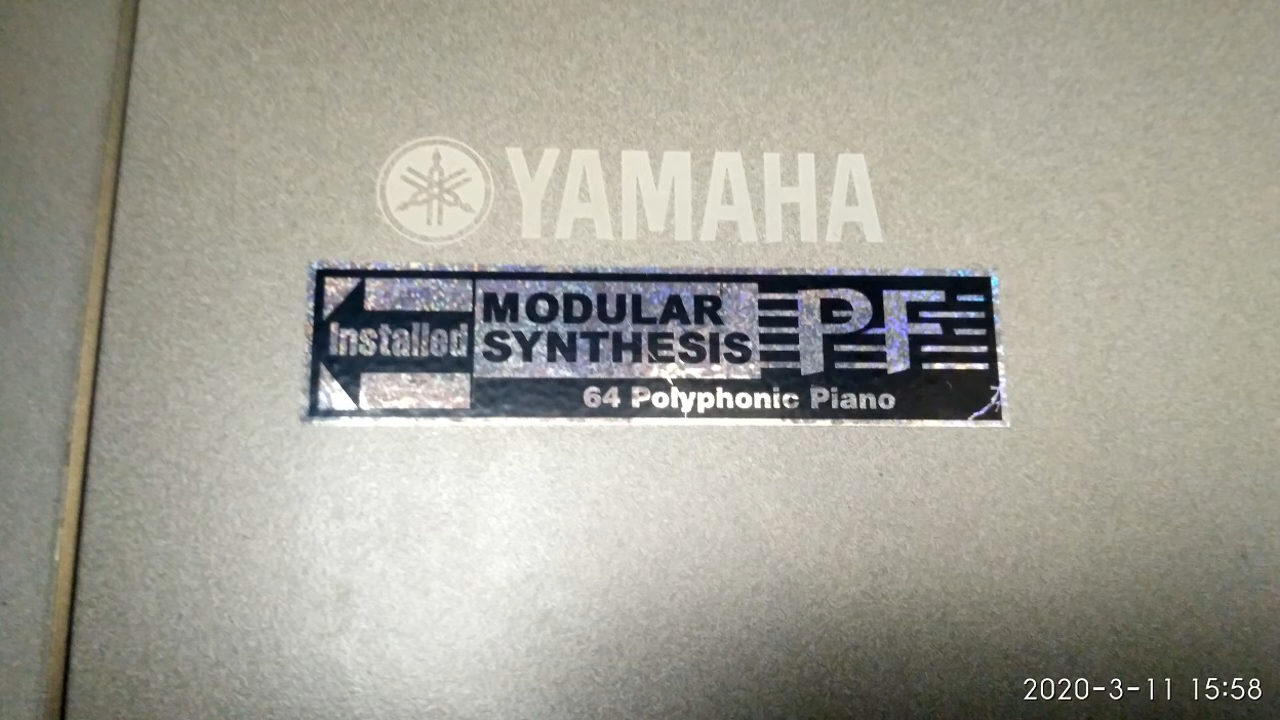 YAMAHA
Installed
MODULAR
SYNTHESIS
PF
64 Polyphonic Piano
2020-3-11 15:58